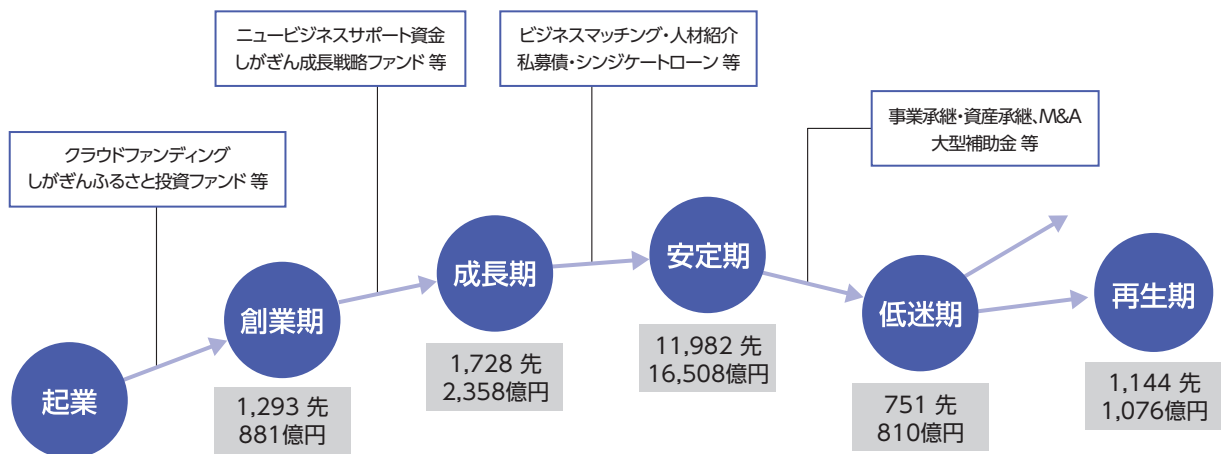 ニュービジネスサポート資金
しがぎん成長戦略ファンド 等
ビジネスマッチング・人材紹介
私募債・シンジケートローン 等
事業承継・資産承継、M&A
大型補助金 等
クラウドファンディング
しがぎんふるさと投資ファンド 等
起業
創業期
1,293 先
881億円
成長期
1,728 先
2,358億円
安定期
11,982 先
16,508億円
低迷期
751 先
810億円
再生期
1,144 先
1,076億円